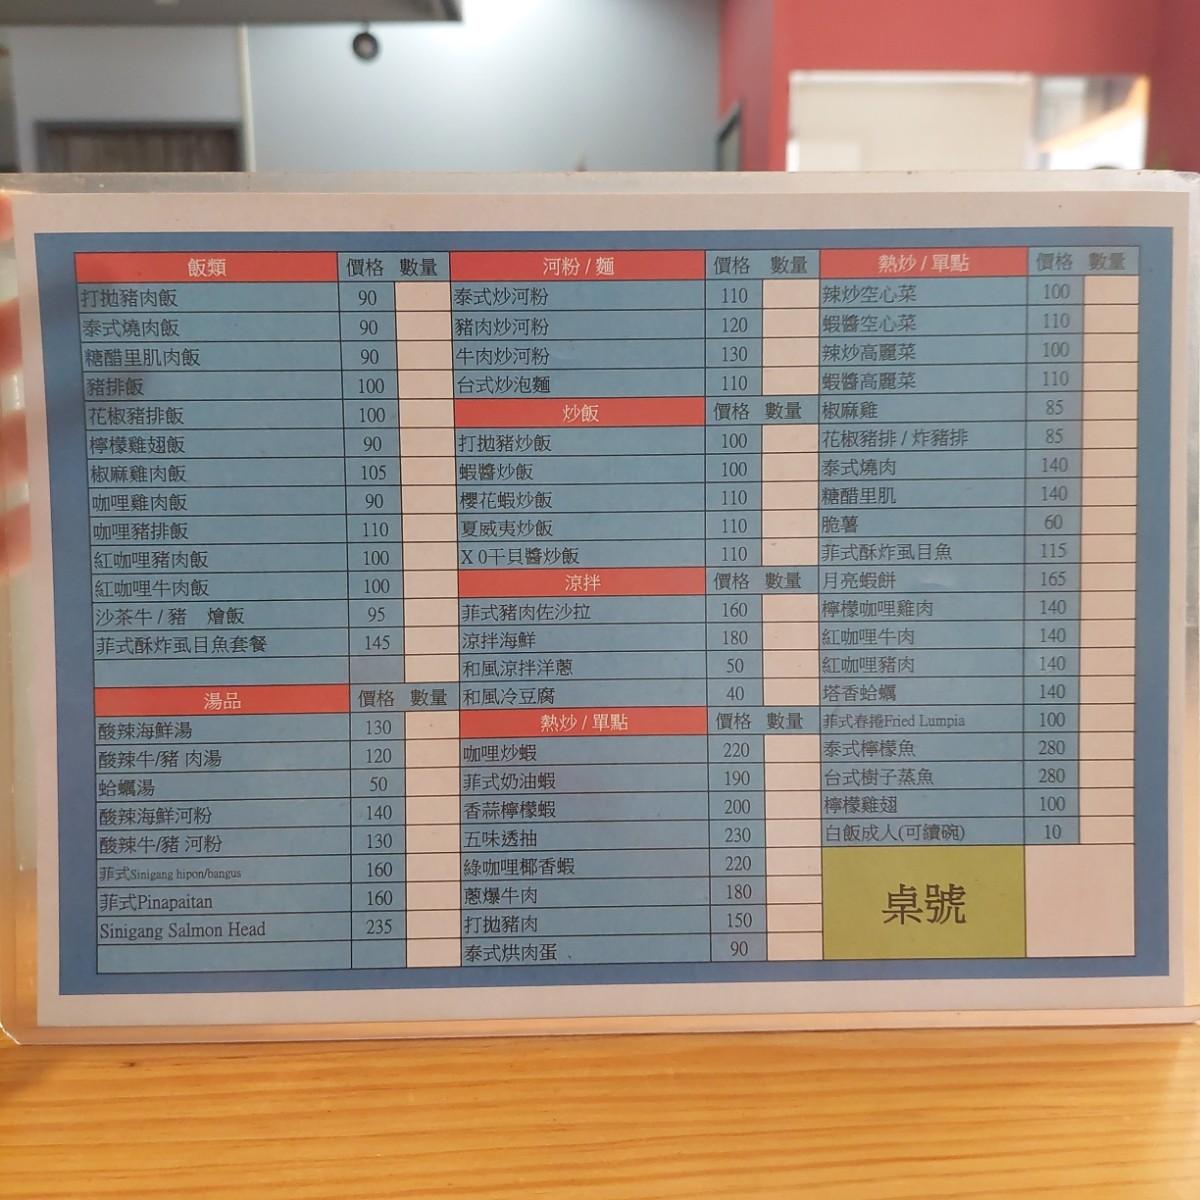 飯類 價格 數量
打拋豬肉飯 90
泰式燒肉飯 90
糖醋里肌肉飯 90
豬排飯 100
花椒豬排飯 100
檸檬雞翅飯 90
椒麻雞肉飯 105
咖哩雞肉飯 90
咖哩豬排飯 110
紅咖哩豬肉飯 100
紅咖哩牛肉飯 100
沙茶牛/豬 燴飯 95
菲式酥炸虱目魚套餐 145
湯品 價格 數量
酸辣海鮮湯 130
酸辣牛/豬 肉湯 120
蛤蠣湯 50
酸辣海鮮河粉 140
酸辣牛/豬 河粉 130
菲式Sinigang hipon/bangus 160
菲式Pinapaitan 160
Sinigang Salmon Head 235
河粉 / 麵 價格 數量
泰式炒河粉 110
豬肉炒河粉 120
牛肉炒河粉 130
台式炒泡麵 110
炒飯 價格 數量
打拋豬炒飯 100
蝦醬炒飯 100
櫻花蝦炒飯 110
夏威夷炒飯 110
X 0干貝醬炒飯 110
涼拌 價格 數量
菲式豬肉佐沙拉 160
涼拌海鮮 180
和風涼拌洋蔥 50
和風冷豆腐 40
熱炒 / 單點 價格 數量
咖哩炒蝦 220
菲式奶油蝦 190
香蒜檸檬蝦 200
五味透抽 230
綠咖哩椰香蝦 220
蔥爆牛肉 180
打拋豬肉 150
泰式烘肉蛋 90
熱炒 / 單點 價格 數量
辣炒空心菜 100
蝦醬空心菜 110
辣炒高麗菜 100
蝦醬高麗菜 110
椒麻雞 85
花椒豬排 / 炸豬排 85
泰式燒肉 140
糖醋里肌 140
脆薯 60
菲式酥炸虱目魚 115
月亮蝦餅 165
檸檬咖哩雞肉 140
紅咖哩牛肉 140
紅咖哩豬肉 140
塔香蛤蠣 140
菲式春捲Fried Lumpia 100
泰式檸檬魚 280
台式樹子蒸魚 280
檸檬雞翅 100
白飯成人(可續碗) 10
桌號